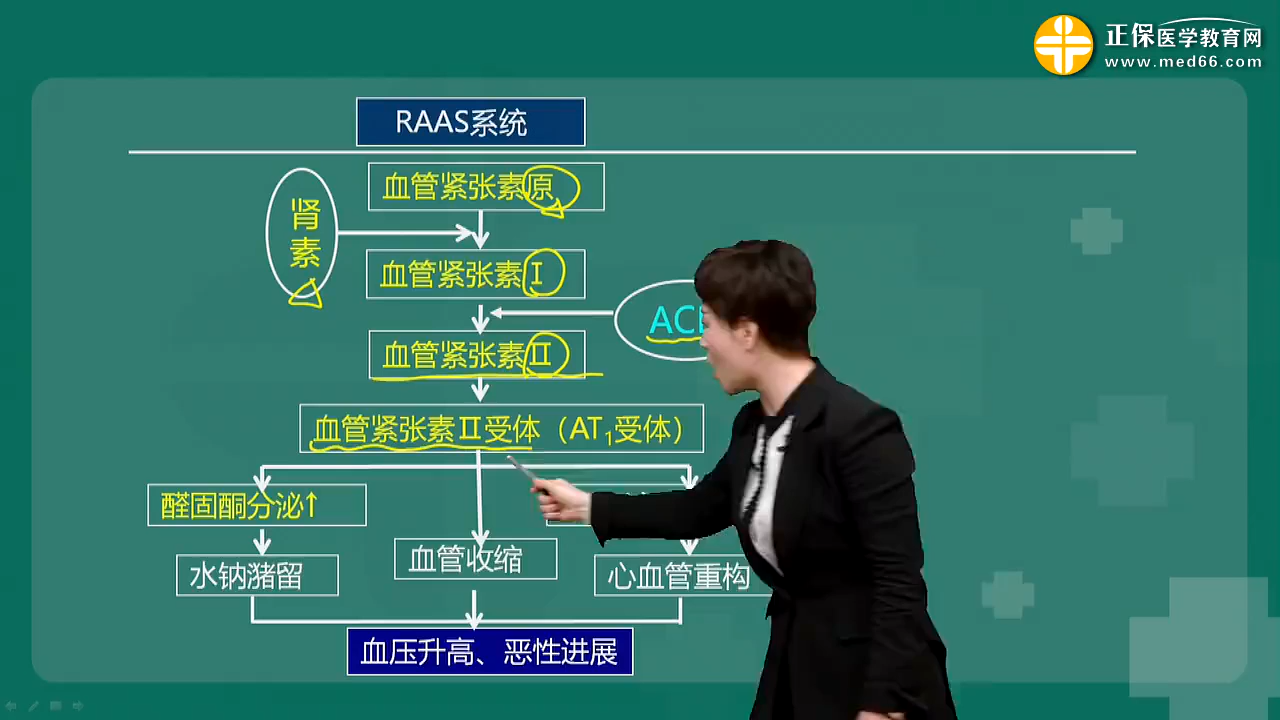 正保医学教育网
www.med66.com
RAAS系统
血管紧张素原
肾素
血管紧张素Ⅰ
AC
血管紧张素Ⅱ
血管紧张素Ⅱ受体（AT1受体）
醛固酮分泌↑
血管收缩
水钠潴留
心血管重构
血压升高、恶性进展